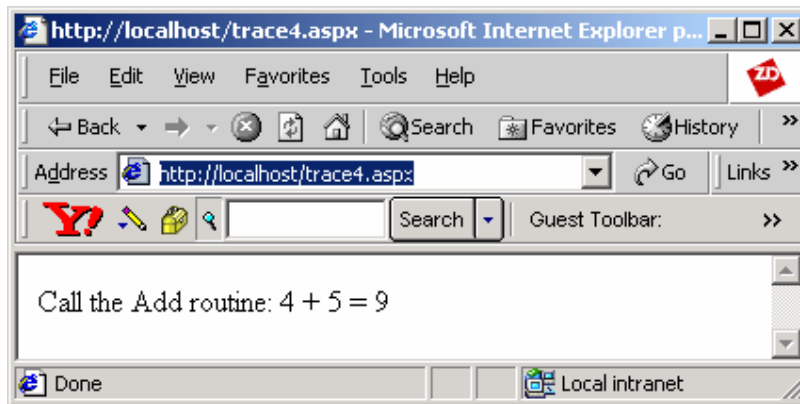 http://localhost/trace4.aspx - Microsoft Internet Explorer p...
File Edit View Favorites Tools Help
ZD
Back Search Favorites History »
Address http://localhost/trace4.aspx Go Links »
Y! Search Guest Toolbar: »
Call the Add routine: 4 + 5 = 9
Done Local intranet